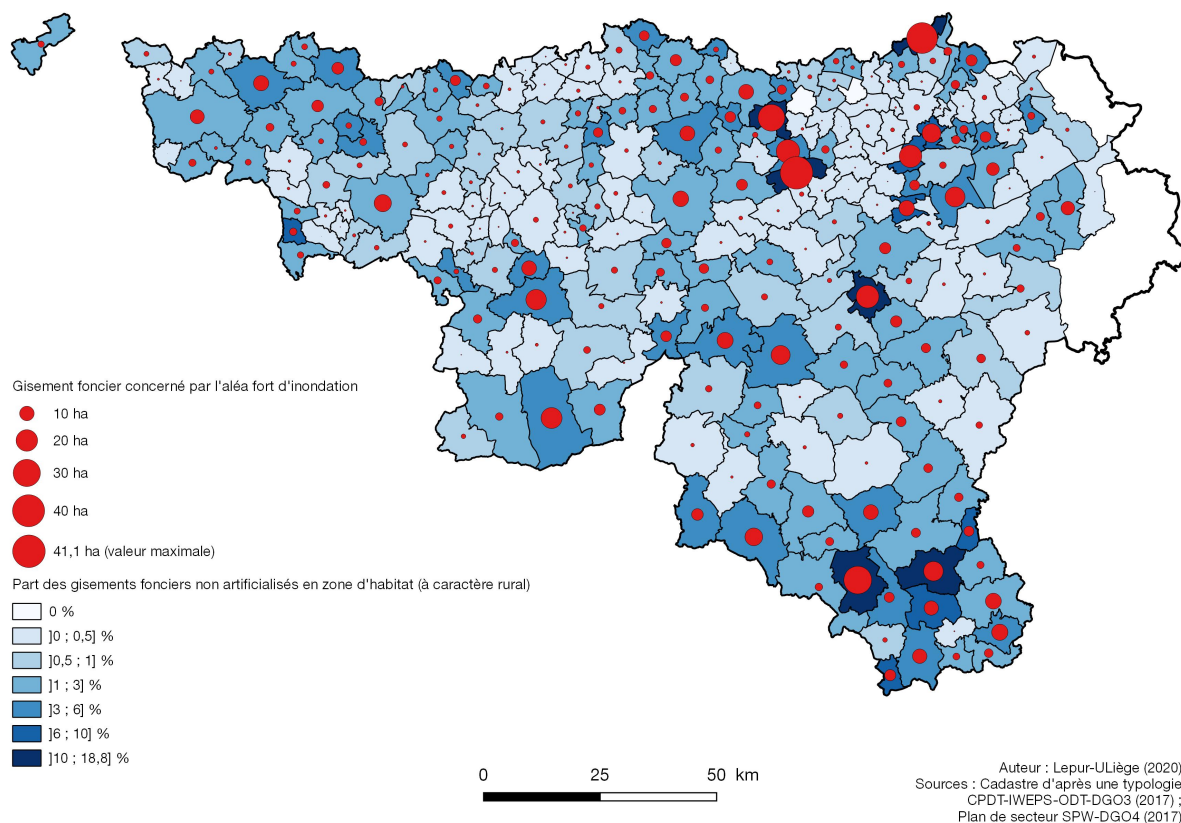 Gisement foncier concerné par l'aléa fort d'inondation
10 ha
20 ha
30 ha
40 ha
41,1 ha (valeur maximale)
Part des gisements fonciers non artificialisés en zone d'habitat (à caractère rural)
0 %
]0 ; 0,5] %
]0,5 ; 1] %
]1 ; 3] %
]3 ; 6] %
]6 ; 10] %
]10 ; 18,8] %
0 25 50 km
Auteur : Lepur-ULiège (2020)
Sources : Cadastre d'après une typologie
CPDT-IWEPS-ODT-DGO3 (2017) ;
Plan de secteur SPW-DGO4 (2017)